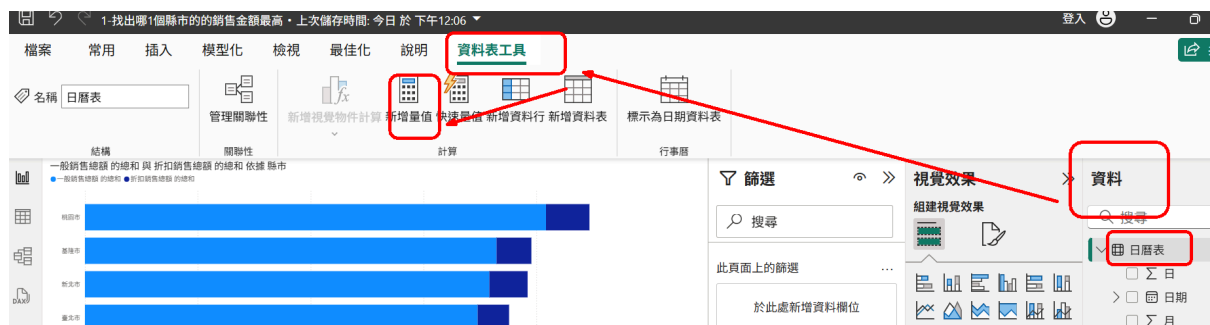 1-找出哪1個縣市的的銷售金額最高・上次儲存時間: 今日 於 下午12:06
登入
檔案 常用 插入 模型化 檢視 最佳化 說明 資料表工具
名稱 日曆表
管理關聯性 新增視覺物件計算 新增量值 快速量值 新增資料行 新增資料表 標示為日期資料表
結構 關聯性 計算 行事曆
一般銷售總額 的總和 與 折扣銷售總額 的總和 依據 縣市
一般銷售總額 的總和 折扣銷售總額 的總和
桃園市
基隆市
新北市
臺北市
篩選
搜尋
此頁面上的篩選 ...
於此處新增資料欄位
視覺效果
組建視覺效果
資料
搜尋
日曆表
日
日期
月
DAX